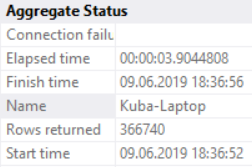 Aggregate Status
Connection failu
Elapsed time 00:00:03.9044808
Finish time 09.06.2019 18:36:56
Name Kuba-Laptop
Rows returned 366740
Start time 09.06.2019 18:36:52